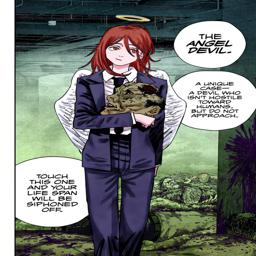 THE
ANGEL
DEVIL.
A UNIQUE
CASE—
A DEVIL WHO
ISN'T HOSTILE
TOWARD
HUMANS,
BUT DO NOT
APPROACH.
TOUCH
THIS ONE
AND YOUR
LIFE SPAN
WILL BE
SIPHONED
OFF.